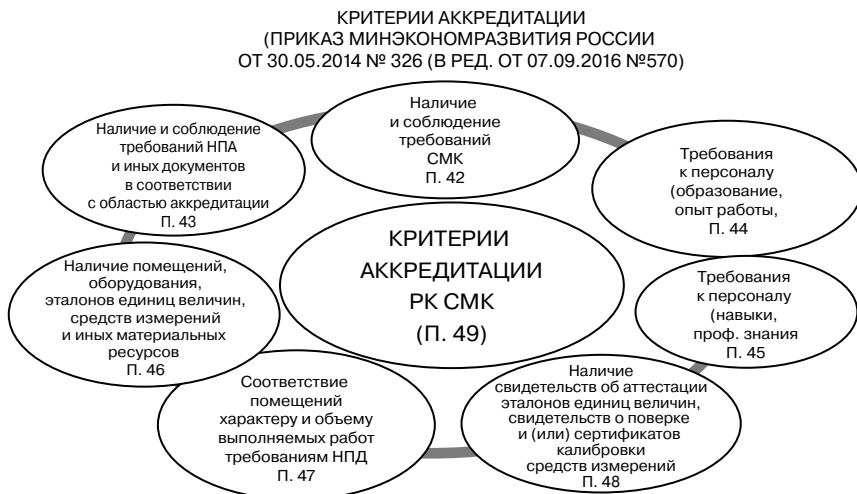 КРИТЕРИИ АККРЕДИТАЦИИ
(ПРИКАЗ МИНЭКОНОМРАЗВИТИЯ РОССИИ
ОТ 30.05.2014 № 326 (В РЕД. ОТ 07.09.2016 №570)
Наличие
и соблюдение
требований
СМК
П. 42
Наличие и соблюдение
требований НПА
и иных документов
в соответствии
с областью аккредитации
П. 43
Требования
к персоналу
(образование,
опыт работы,
П. 44
КРИТЕРИИ
АККРЕДИТАЦИИ
РК СМК
(П. 49)
Наличие помещений,
оборудования,
эталонов единиц величин,
средств измерений
и иных материальных
ресурсов
П. 46
Требования
к персоналу
(навыки,
проф. знания
П. 45
Соответствие
помещений
характеру и объему
выполняемых работ
требованиям НПД
П. 47
Наличие
свидетельств об аттестации
эталонов единиц величин,
свидетельств о поверке
и (или) сертификатов
калибровки
средств измерений
П. 48